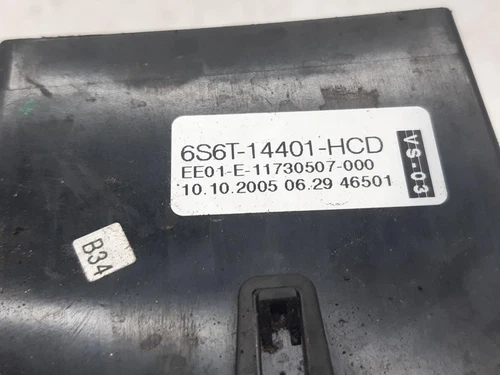 6S6T-14401-HCD
EE01-E-11730507-000
10.10.2005 06.29 46501
VS-03
B34